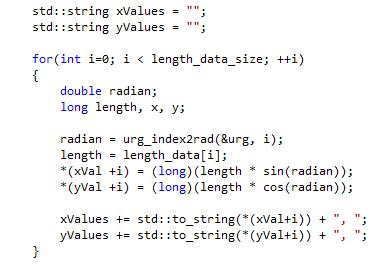 std::string xValues = "";
std::string yValues = "";
for(int i=0; i < length_data_size; ++i)
{
double radian;
long length, x, y;
radian = urg_index2rad(&urg, i);
length = length_data[i];
*(xVal +i) = (long)(length * sin(radian));
*(yVal +i) = (long)(length * cos(radian));
xValues += std::to_string(*(xVal+i)) + ", ";
yValues += std::to_string(*(yVal+i)) + ", ";
}